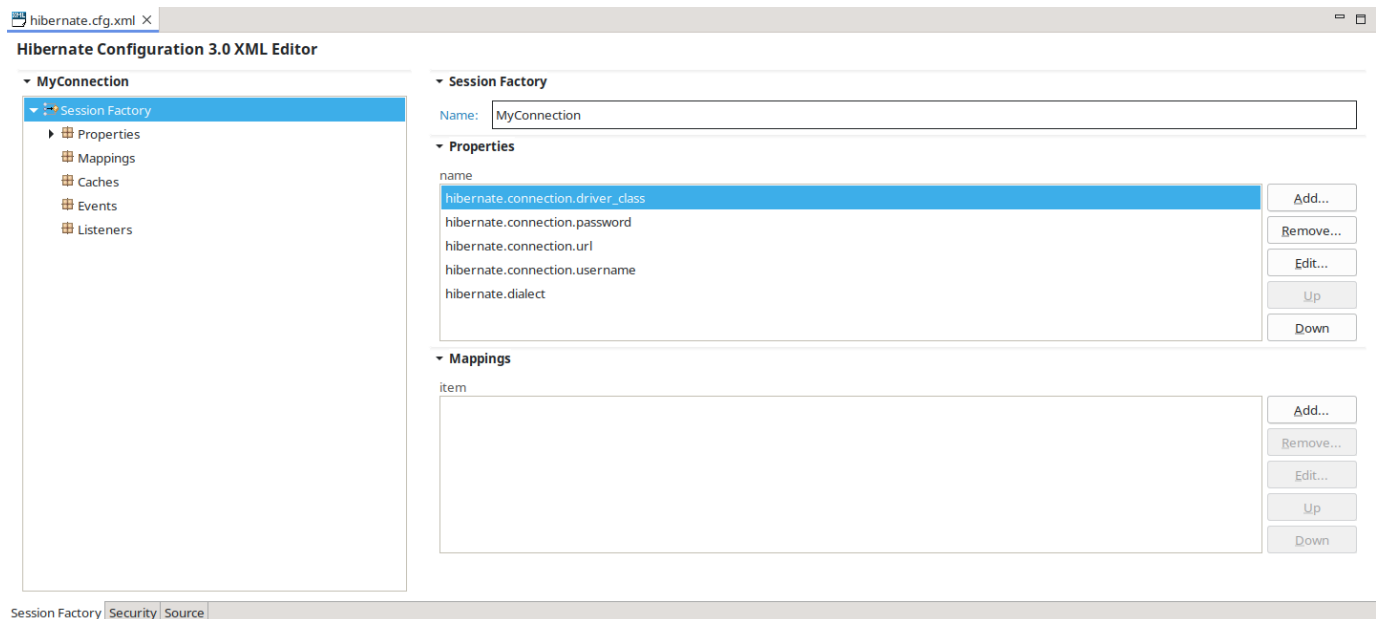 hibernate.cfg.xml
Hibernate Configuration 3.0 XML Editor
MyConnection
Session Factory
Properties
Mappings
Caches
Events
Listeners
Session Factory
Name: MyConnection
Properties
name
hibernate.connection.driver_class
hibernate.connection.password
hibernate.connection.url
hibernate.connection.username
hibernate.dialect
Add...
Remove...
Edit...
Up
Down
Mappings
item
Add...
Remove...
Edit...
Up
Down
Session Factory Security Source